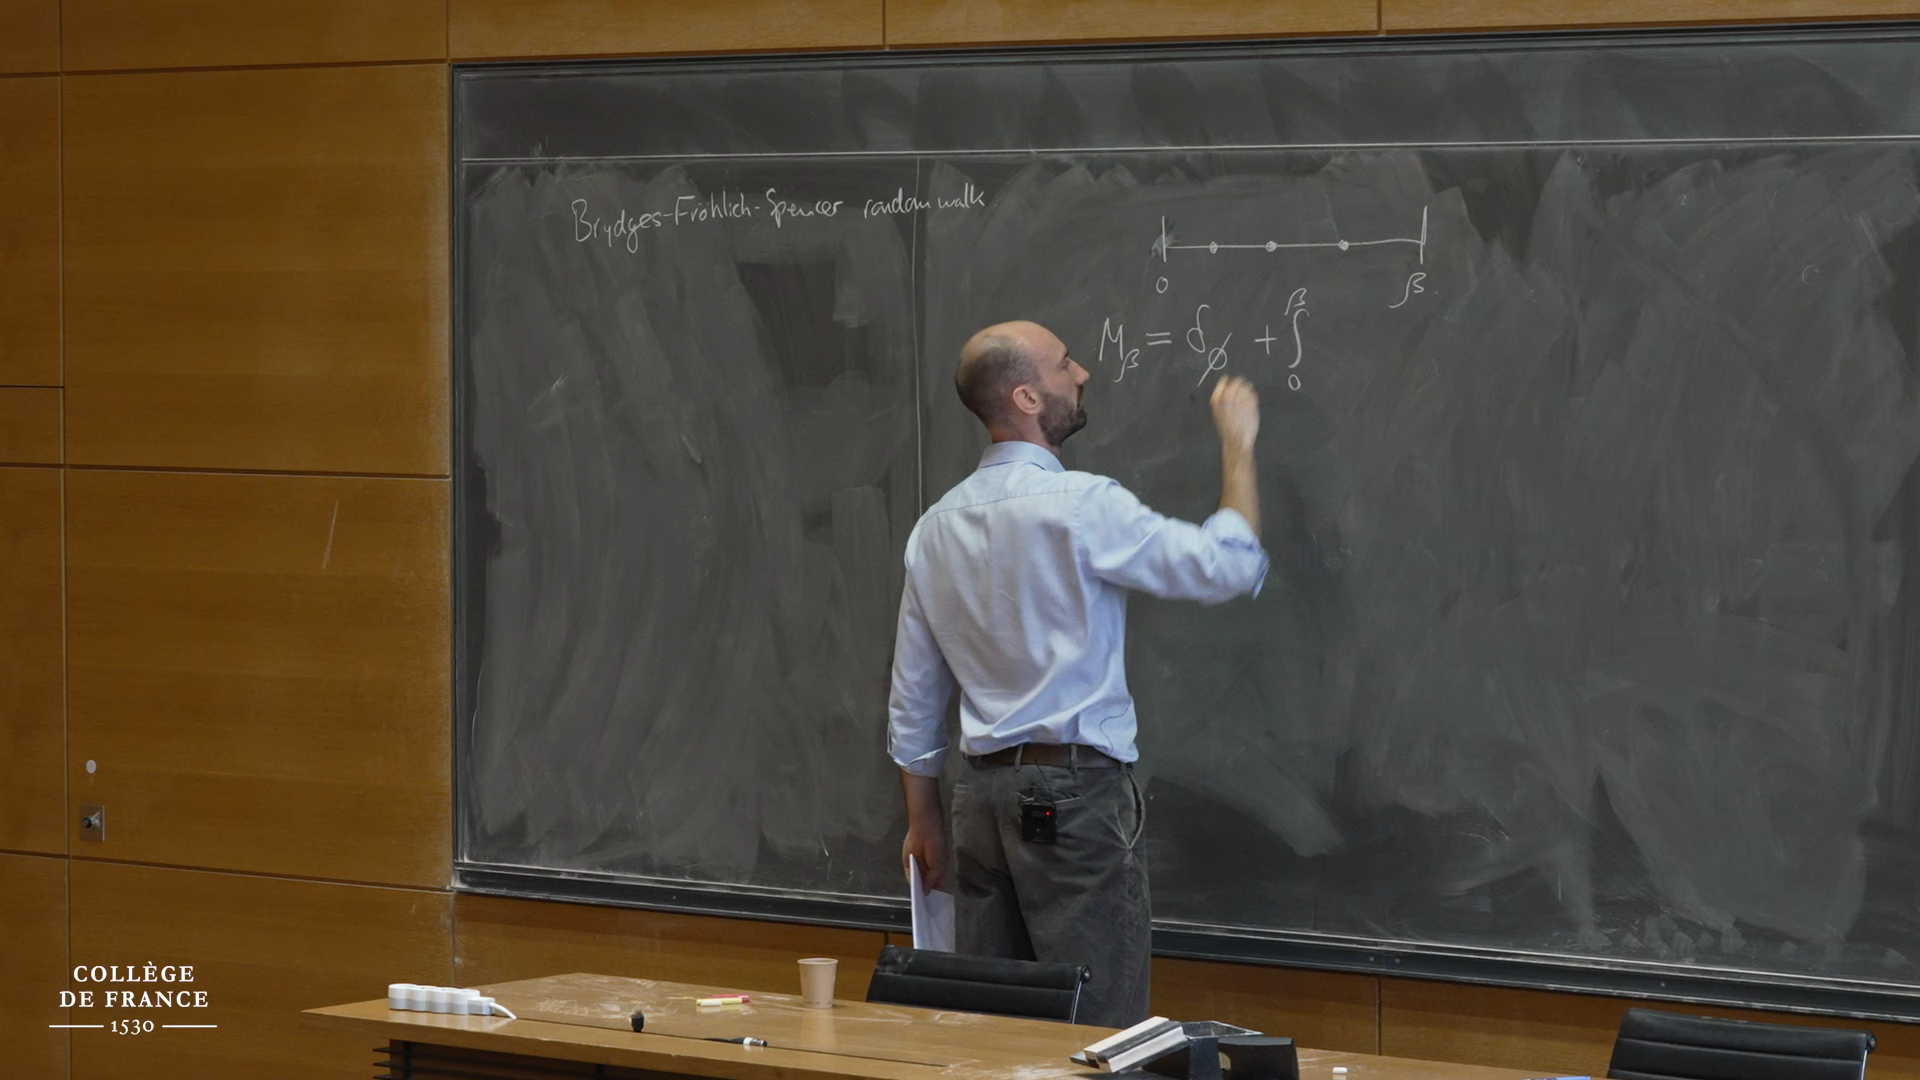 Brydges-Fröhlich-Spencer random walk
0 β
M_β = δ_∅ + ∫_0^β
COLLÈGE
DE FRANCE
1530